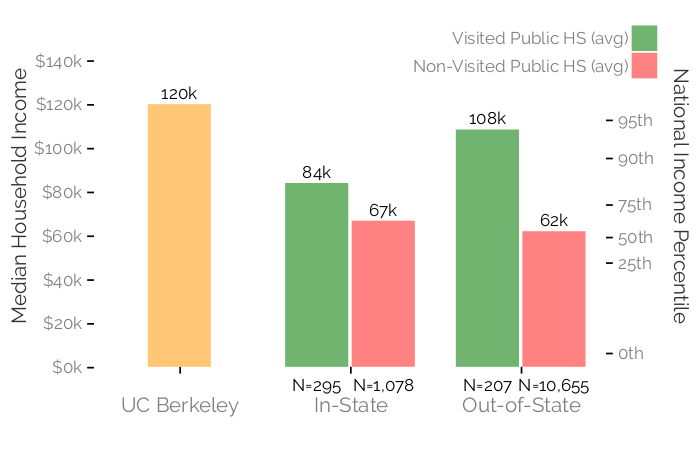 Visited Public HS (avg)
Non-Visited Public HS (avg)
Median Household Income
$140k
$120k
$100k
$80k
$60k
$40k
$20k
$0k
120k
84k
67k
108k
62k
National Income Percentile
95th
90th
75th
50th
25th
0th
N=295 N=1,078
N=207 N=10,655
UC Berkeley
In-State
Out-of-State